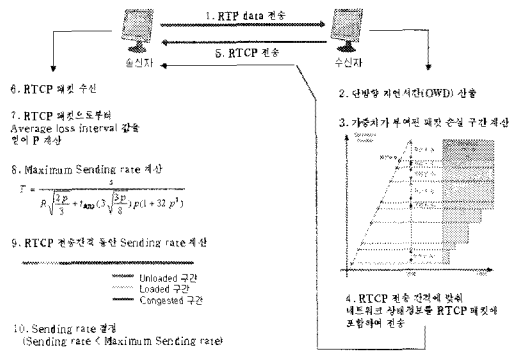 1. RTP data 전송
5. RTCP 전송
송신자
수신자
6. RTCP 패킷 수신
7. RTCP 패킷으로부터
Average loss interval 값을
얻어 P 계산
8. Maximum Sending rate 계산
9. RTCP 전송간격 동안 Sending rate 계산
Unloaded 구간
Loaded 구간
Congested 구간
10. Sending rate 결정
(Sending rate < Maximum Sending rate)
2. 단방향 지연시간(OWD) 산출
3. 가중치가 부여된 패킷 손실 구간 계산
4. RTCP 전송 간격에 맞춰
네트워크 상태정보를 RTCP 패킷에
포함하여 전송